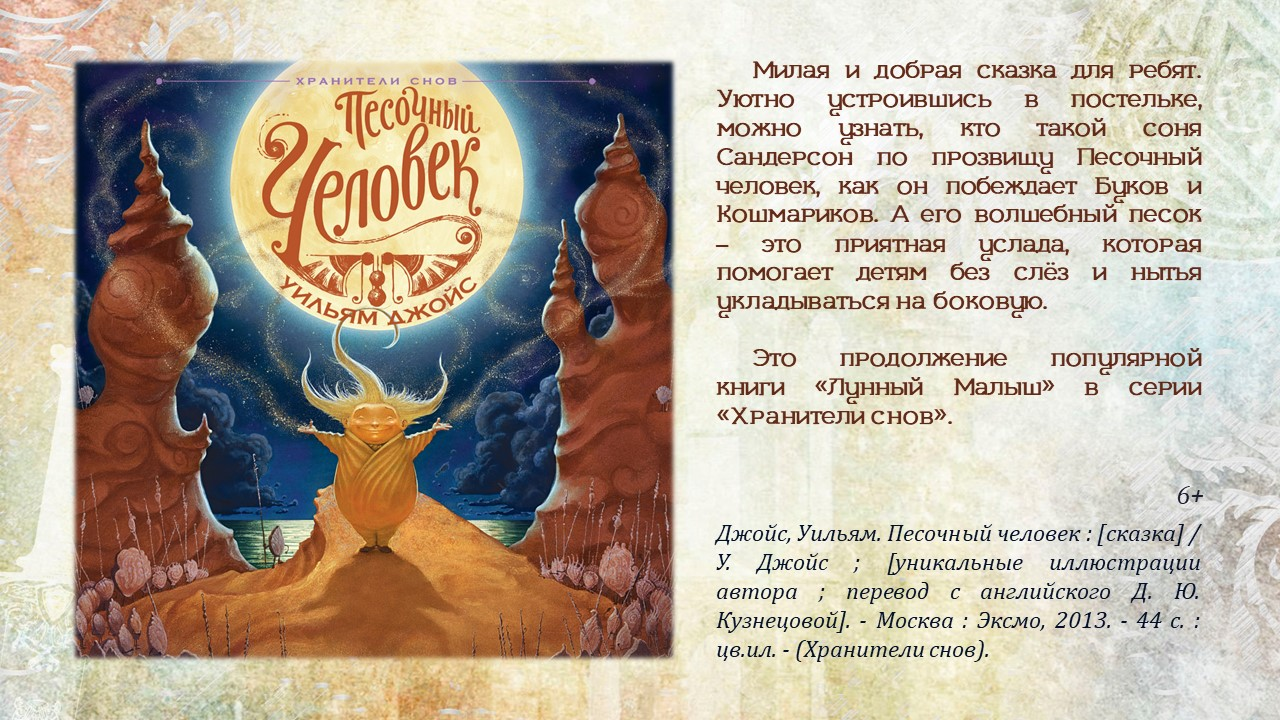 ХРАНИТЕЛИ СНОВ
Песочный
Человек
УИЛЬЯМ ДЖОЙС
Милая и добрая сказка для ребят.
Уютно устроившись в постельке,
можно узнать, кто такой соня
Сандерсон по прозвищу Песочный
человек, как он побеждает Буков и
Кошмариков. А его волшебный песок
– это приятная услада, которая
помогает детям без слёз и нытья
укладываться на боковую.
Это продолжение популярной
книги «Лунный Малыш» в серии
«Хранители снов».
6+
Джойс, Уильям. Песочный человек : [сказка] /
У. Джойс ; [уникальные иллюстрации
автора ; перевод с английского Д. Ю.
Кузнецовой]. - Москва : Эксмо, 2013. - 44 с. :
цв.ил. - (Хранители снов).